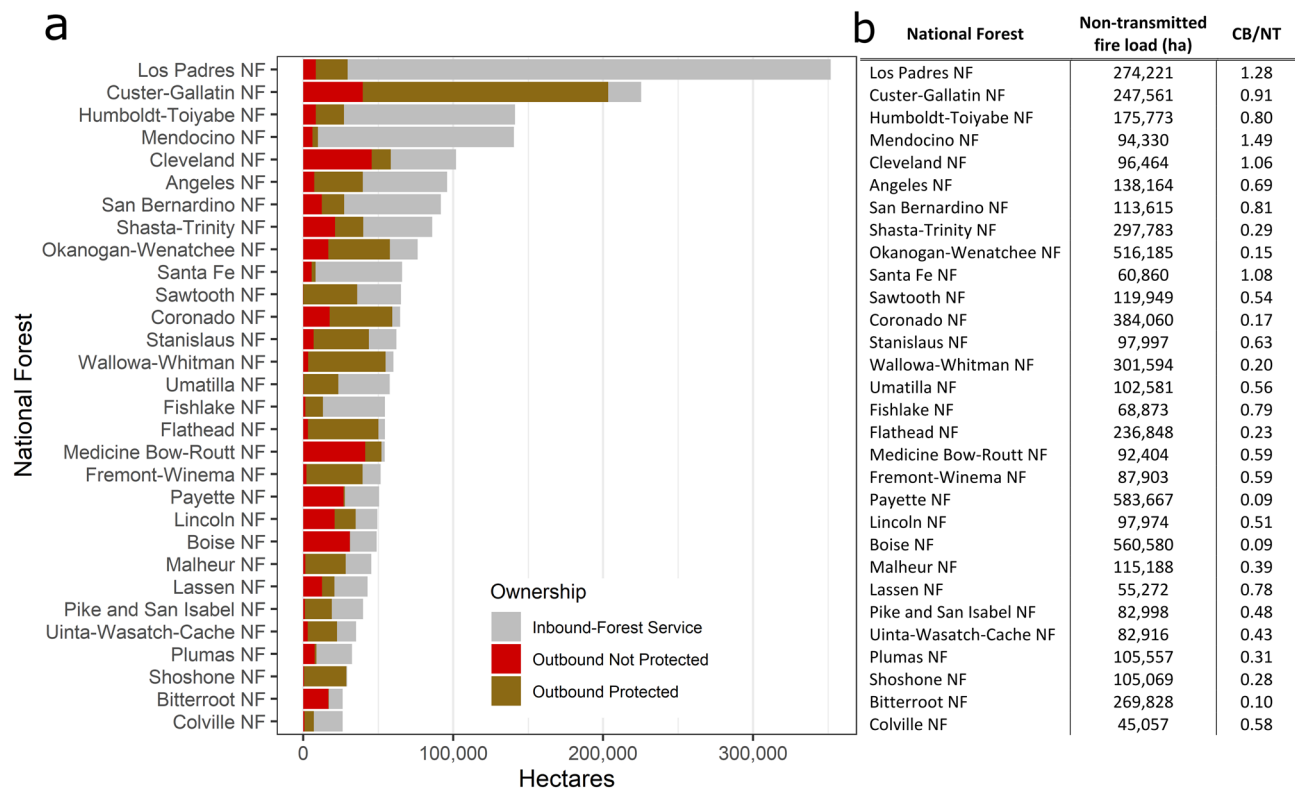 a
National Forest
Los Padres NF
Custer-Gallatin NF
Humboldt-Toiyabe NF
Mendocino NF
Cleveland NF
Angeles NF
San Bernardino NF
Shasta-Trinity NF
Okanogan-Wenatchee NF
Santa Fe NF
Sawtooth NF
Coronado NF
Stanislaus NF
Wallowa-Whitman NF
Umatilla NF
Fishlake NF
Flathead NF
Medicine Bow-Routt NF
Fremont-Winema NF
Payette NF
Lincoln NF
Boise NF
Malheur NF
Lassen NF
Pike and San Isabel NF
Uinta-Wasatch-Cache NF
Plumas NF
Shoshone NF
Bitterroot NF
Colville NF
Ownership
Inbound-Forest Service
Outbound Not Protected
Outbound Protected
0 100,000 200,000 300,000
Hectares
b
National Forest Non-transmitted fire load (ha) CB/NT
Los Padres NF 274,221 1.28
Custer-Gallatin NF 247,561 0.91
Humboldt-Toiyabe NF 175,773 0.80
Mendocino NF 94,330 1.49
Cleveland NF 96,464 1.06
Angeles NF 138,164 0.69
San Bernardino NF 113,615 0.81
Shasta-Trinity NF 297,783 0.29
Okanogan-Wenatchee NF 516,185 0.15
Santa Fe NF 60,860 1.08
Sawtooth NF 119,949 0.54
Coronado NF 384,060 0.17
Stanislaus NF 97,997 0.63
Wallowa-Whitman NF 301,594 0.20
Umatilla NF 102,581 0.56
Fishlake NF 68,873 0.79
Flathead NF 236,848 0.23
Medicine Bow-Routt NF 92,404 0.59
Fremont-Winema NF 87,903 0.59
Payette NF 583,667 0.09
Lincoln NF 97,974 0.51
Boise NF 560,580 0.09
Malheur NF 115,188 0.39
Lassen NF 55,272 0.78
Pike and San Isabel NF 82,998 0.48
Uinta-Wasatch-Cache NF 82,916 0.43
Plumas NF 105,557 0.31
Shoshone NF 105,069 0.28
Bitterroot NF 269,828 0.10
Colville NF 45,057 0.58